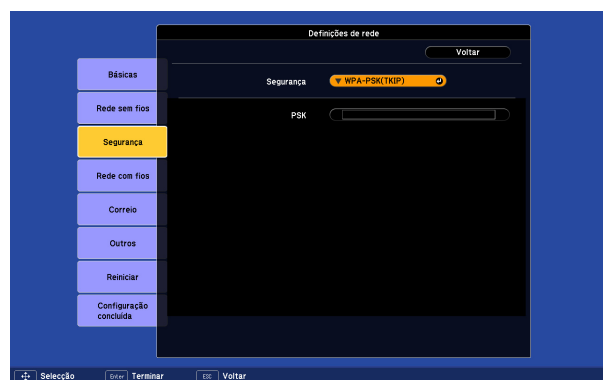 Definições de rede
Voltar
Básicas
Segurança
WPA-PSK(TKIP)
Rede sem fios
PSK
Segurança
Rede com fios
Correio
Outros
Reiniciar
Configuração
concluída
Selecção Enter Terminar ESC Voltar